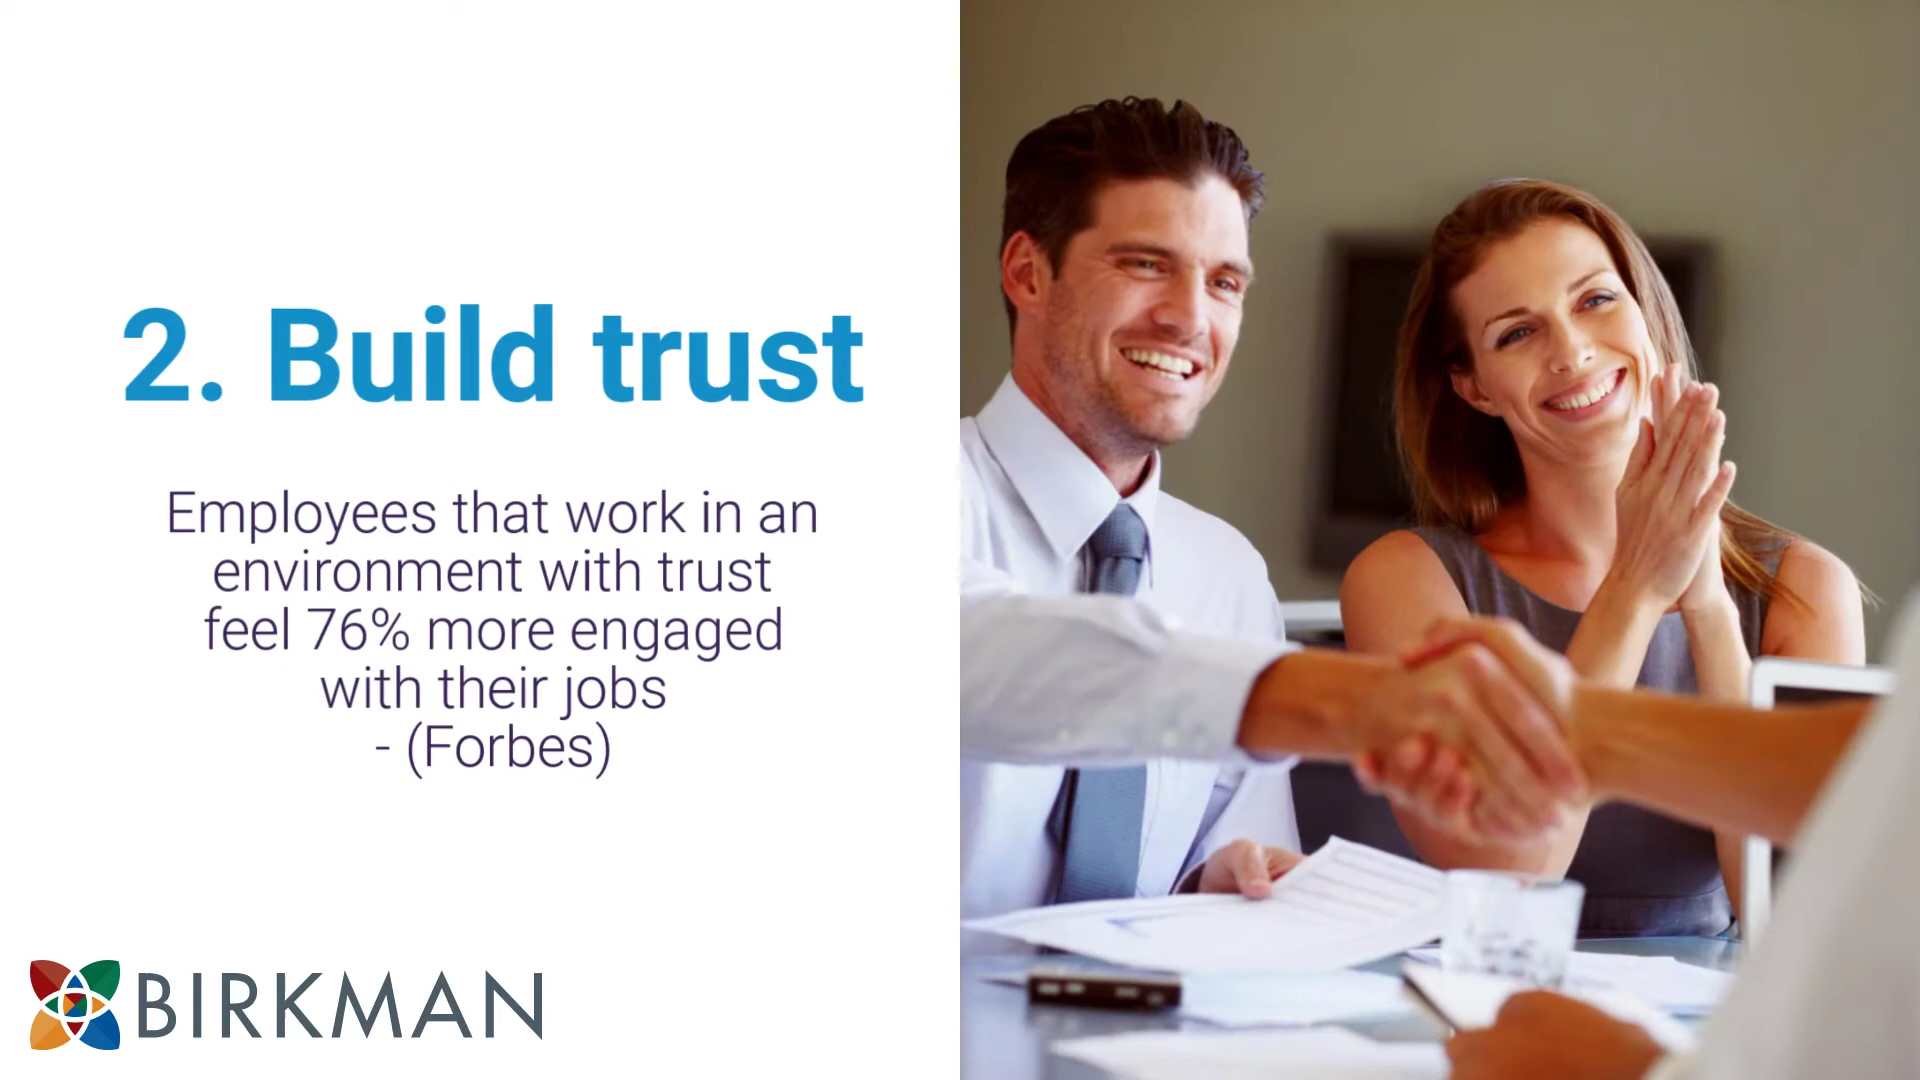 2. Build trust
Employees that work in an
environment with trust
feel 76% more engaged
with their jobs
- (Forbes)
BIRKMAN